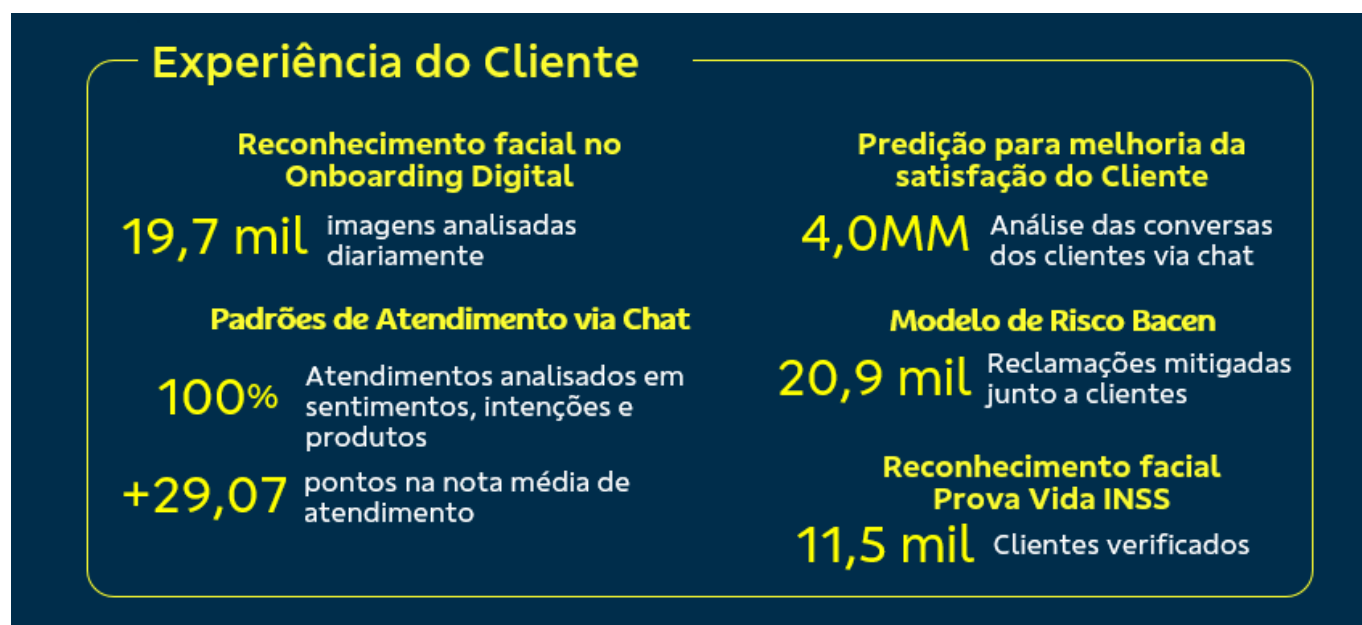 Experiência do Cliente
Reconhecimento facial no
Onboarding Digital
19,7 mil
imagens analisadas
diariamente
Padrões de Atendimento via Chat
100%
Atendimentos analisados em
sentimentos, intenções e
produtos
+29,07
pontos na nota média de
atendimento
Predição para melhoria da
satisfação do Cliente
4,0MM
Análise das conversas
dos clientes via chat
Modelo de Risco Bacen
20,9 mil
Reclamações mitigadas
junto a clientes
Reconhecimento facial
Prova Vida INSS
11,5 mil
Clientes verificados